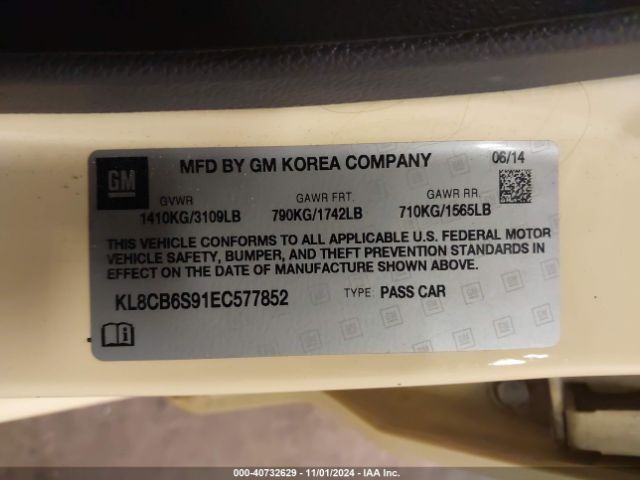 GM
MFD BY GM KOREA COMPANY 06/14
GVWR GAWR FRT. GAWR RR.
1410KG/3109LB 790KG/1742LB 710KG/1565LB
THIS VEHICLE CONFORMS TO ALL APPLICABLE U.S. FEDERAL MOTOR
VEHICLE SAFETY, BUMPER, AND THEFT PREVENTION STANDARDS IN
EFFECT ON THE DATE OF MANUFACTURE SHOWN ABOVE.
KL8CB6S91EC577852 TYPE: PASS CAR
000-40732629 - 11/01/2024 - IAA Inc.